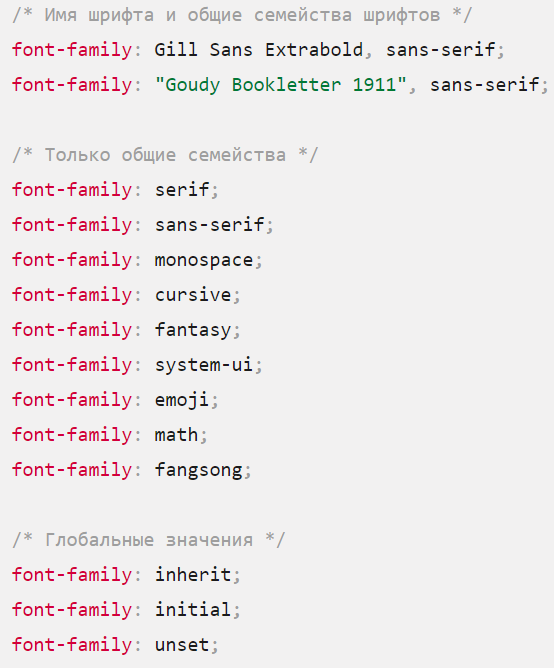 /* Имя шрифта и общие семейства шрифтов */
font-family: Gill Sans Extrabold, sans-serif;
font-family: "Goudy Bookletter 1911", sans-serif;
/* Только общие семейства */
font-family: serif;
font-family: sans-serif;
font-family: monospace;
font-family: cursive;
font-family: fantasy;
font-family: system-ui;
font-family: emoji;
font-family: math;
font-family: fangsong;
/* Глобальные значения */
font-family: inherit;
font-family: initial;
font-family: unset;